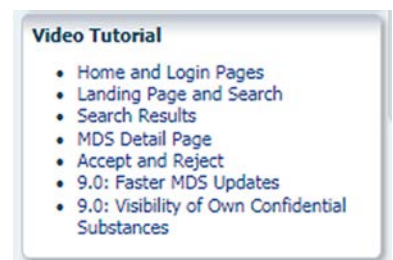 Video Tutorial
• Home and Login Pages
• Landing Page and Search
• Search Results
• MDS Detail Page
• Accept and Reject
• 9.0: Faster MDS Updates
• 9.0: Visibility of Own Confidential
Substances